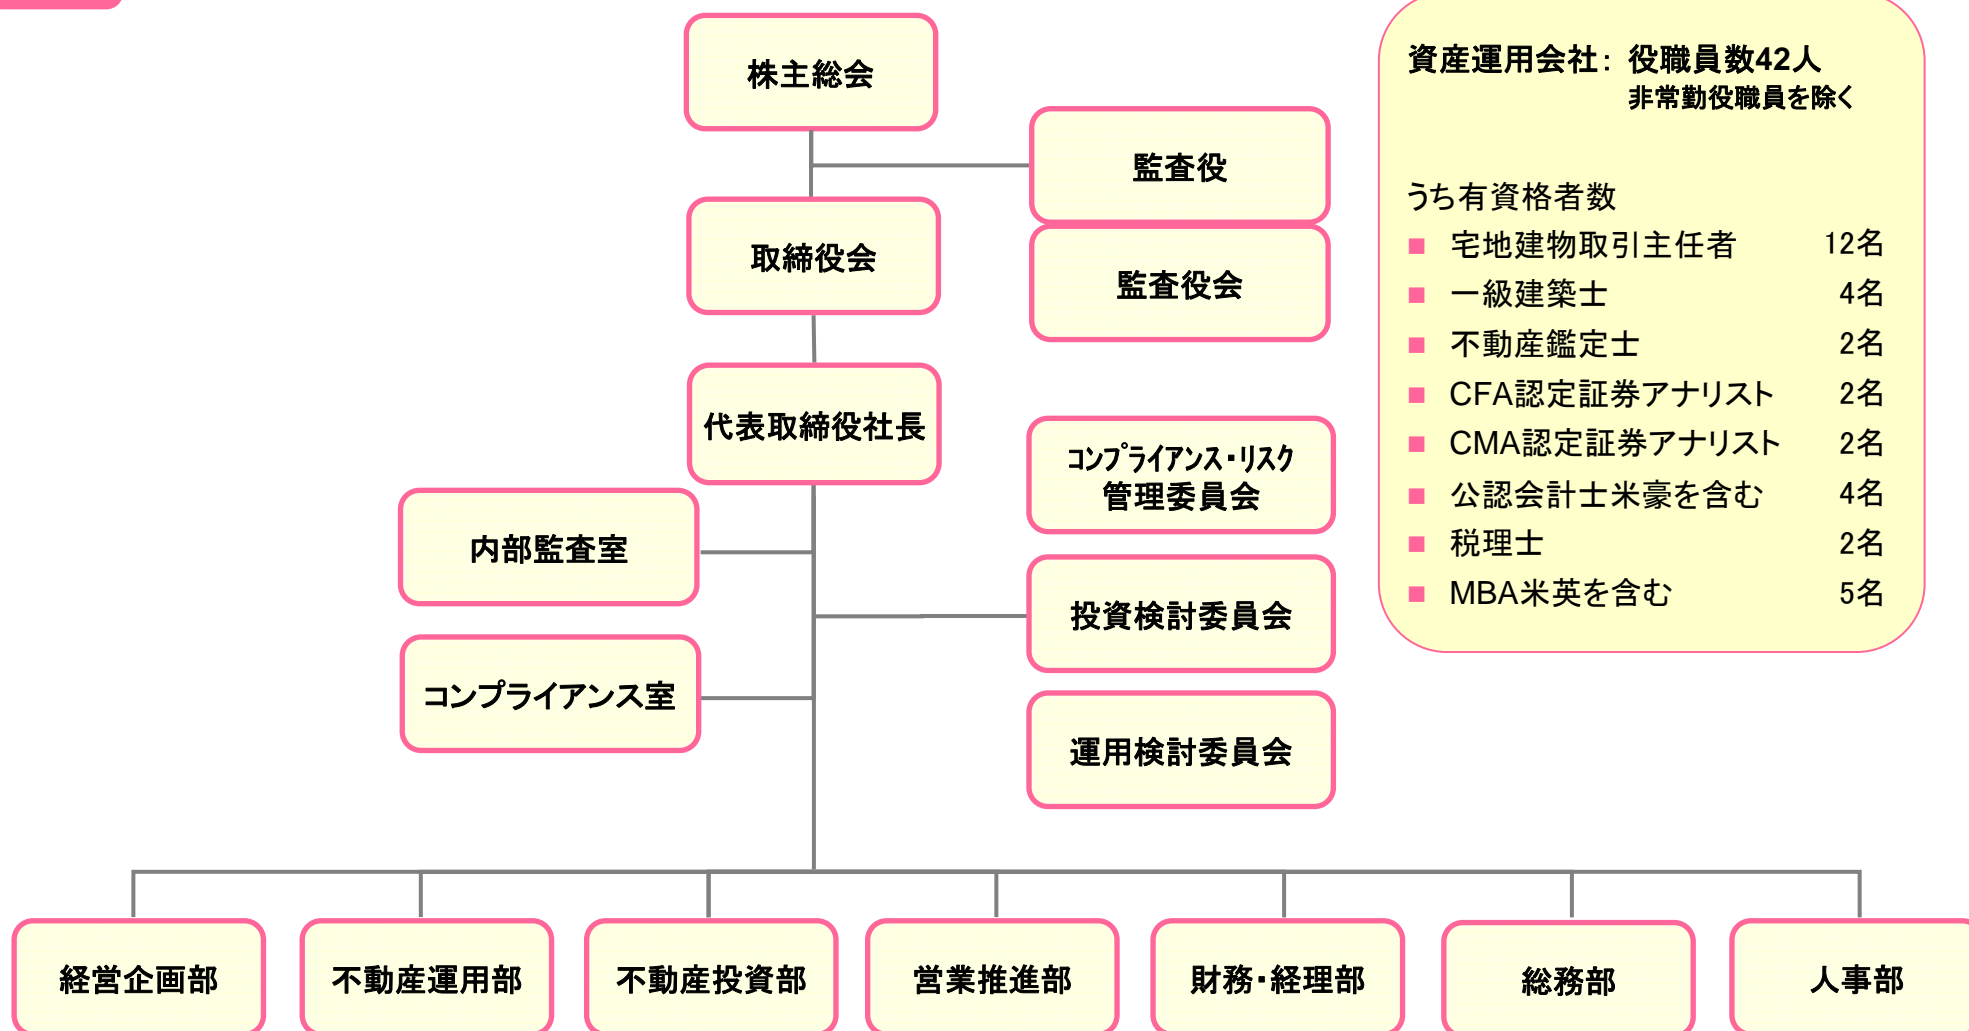 株主総会
監査役
取締役会
監査役会
代表取締役社長
コンプライアンス・リスク
管理委員会
内部監査室
投資検討委員会
コンプライアンス室
運用検討委員会
経営企画部
不動産運用部
不動産投資部
営業推進部
財務・経理部
総務部
人事部
資産運用会社： 役職員数42人
非常勤役職員を除く
うち有資格者数
■ 宅地建物取引主任者 12名
■ 一級建築士 4名
■ 不動産鑑定士 2名
■ CFA認定証券アナリスト 2名
■ CMA認定証券アナリスト 2名
■ 公認会計士米豪を含む 4名
■ 税理士 2名
■ MBA米英を含む 5名